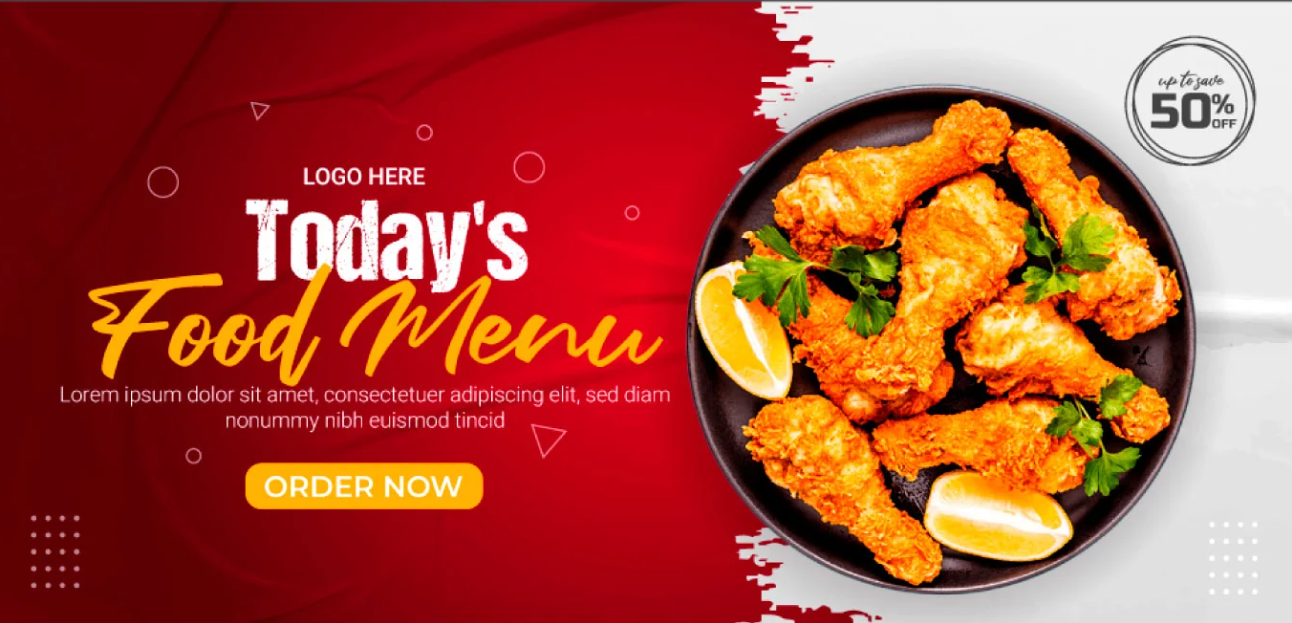 LOGO HERE
Today's
Food Menu
Lorem ipsum dolor sit amet, consectetuer adipiscing elit, sed diam
nonummy nibh euismod tincid
ORDER NOW
up to save
50%
OFF